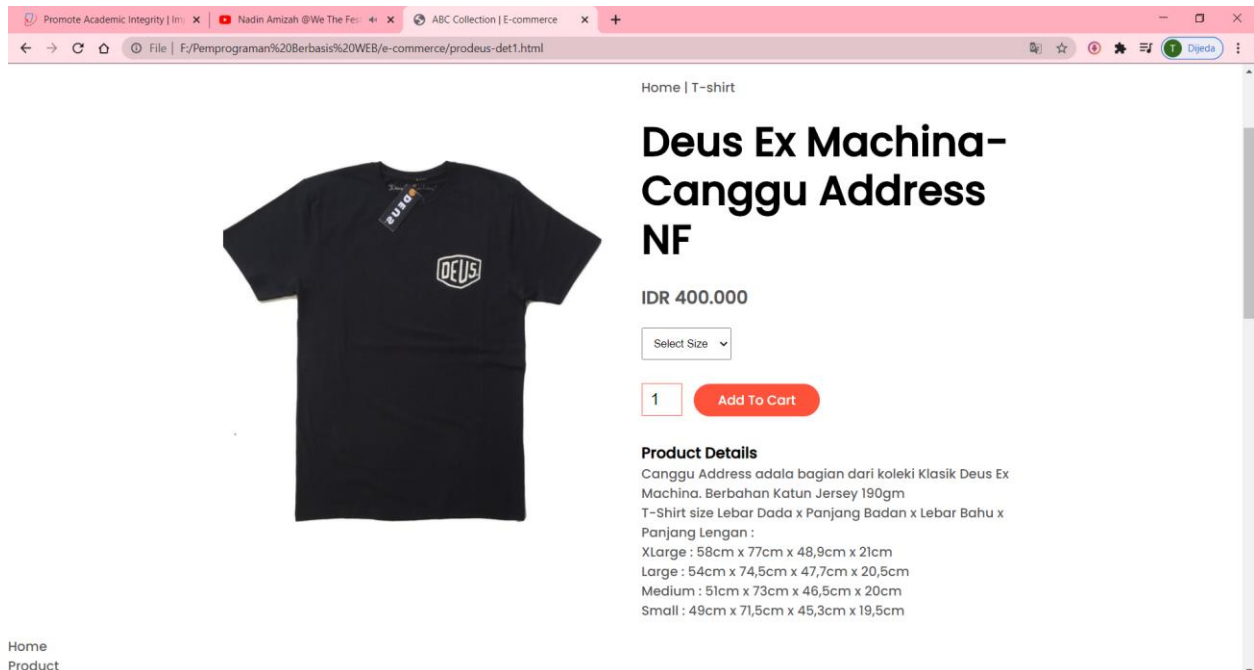 Promote Academic Integrity | Im
Nadin Amizah @We The Fes
ABC Collection | E-commerce
File | F:/Pemprograman%20Berbasis%20WEB/e-commerce/prodeus-det1.html
Dijeda
T
Home | T-shirt
Deus Ex Machina-
Canggu Address
NF
IDR 400.000
Select Size
1
Add To Cart
DEUS
DEUS
Product Details
Canggu Address adala bagian dari koleki Klasik Deus Ex
Machina. Berbahan Katun Jersey 190gm
T-Shirt size Lebar Dada x Panjang Badan x Lebar Bahu x
Panjang Lengan :
XLarge : 58cm x 77cm x 48,9cm x 21cm
Large : 54cm x 74,5cm x 47,7cm x 20,5cm
Medium : 51cm x 73cm x 46,5cm x 20cm
Small : 49cm x 71,5cm x 45,3cm x 19,5cm
Home
Product